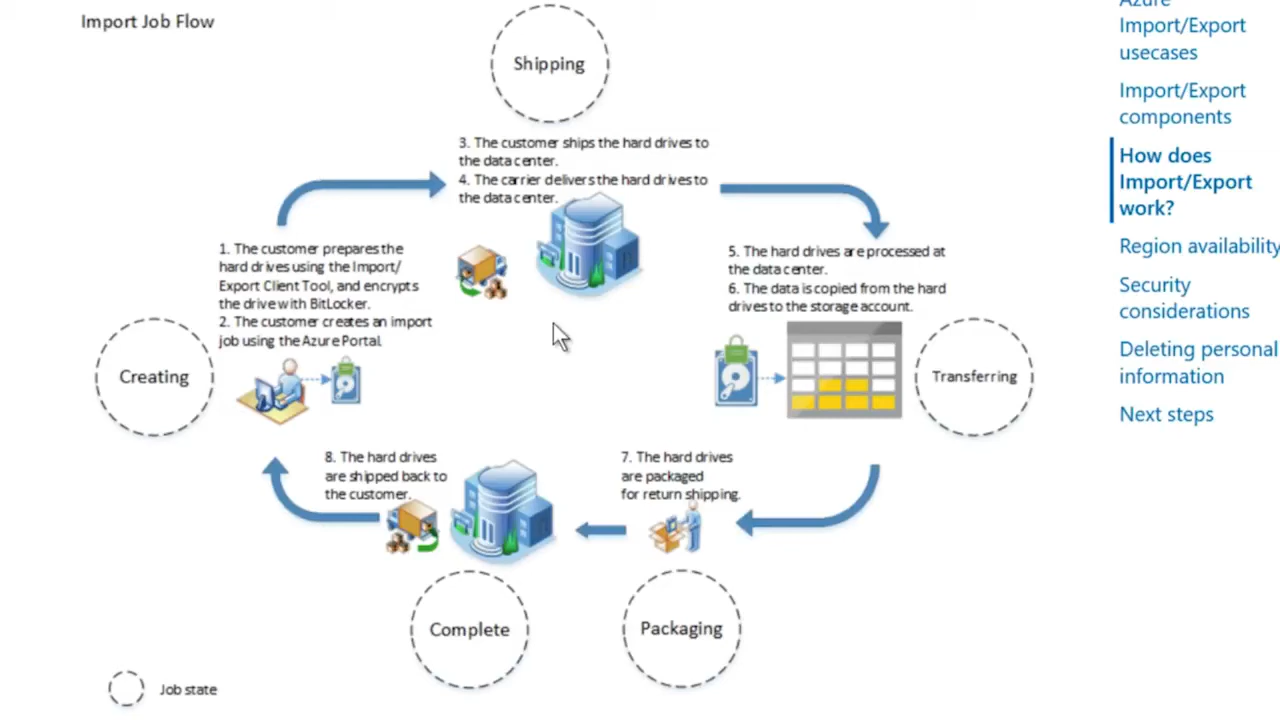 Import Job Flow
Shipping
3. The customer ships the hard drives to
the data center.
4. The carrier delivers the hard drives to
the data center.
1. The customer prepares the
hard drives using the Import/
Export Client Tool, and encrypts
the drive with BitLocker.
2. The customer creates an import
job using the Azure Portal.
Creating
5. The hard drives are processed at
the data center.
6. The data is copied from the hard
drives to the storage account.
Transferring
8. The hard drives
are shipped back to
the customer.
7. The hard drives
are packaged
for return shipping.
Complete
Packaging
Job state
Azure
Import/Export
usecases
Import/Export
components
How does
Import/Export
work?
Region availability
Security
considerations
Deleting personal
information
Next steps